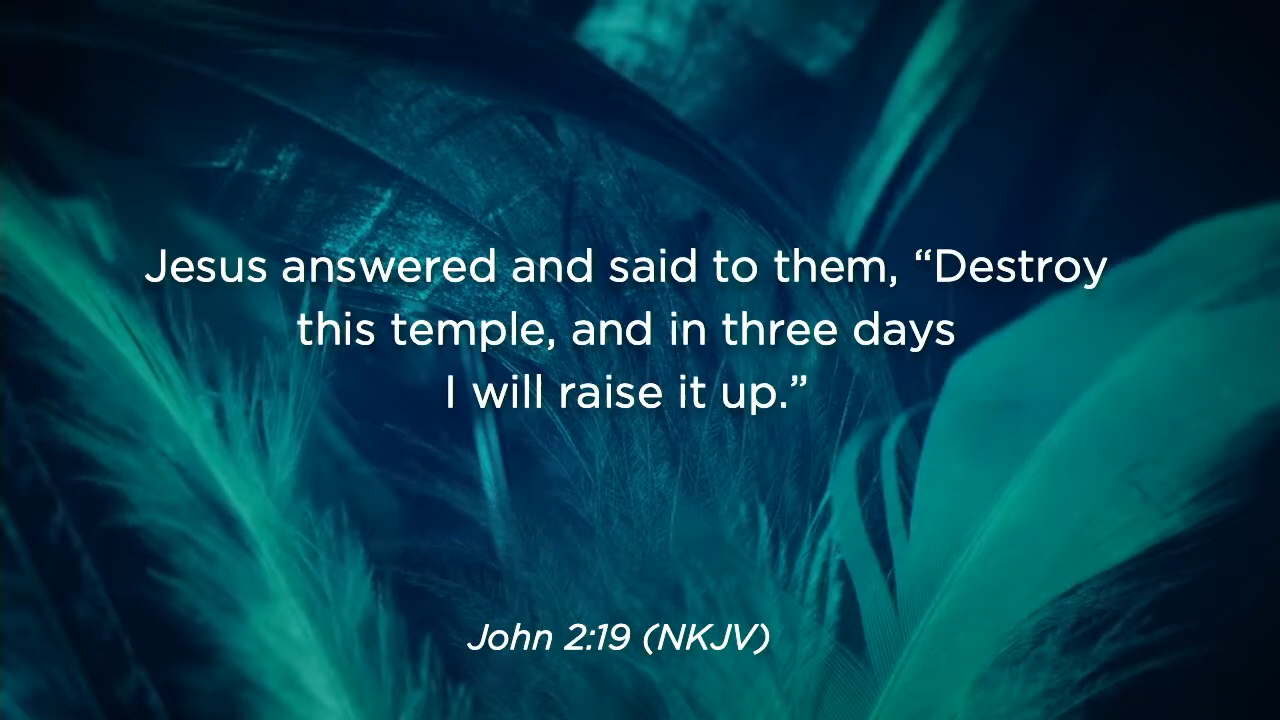 Jesus answered and said to them, “Destroy
this temple, and in three days
I will raise it up.”
John 2:19 (NKJV)